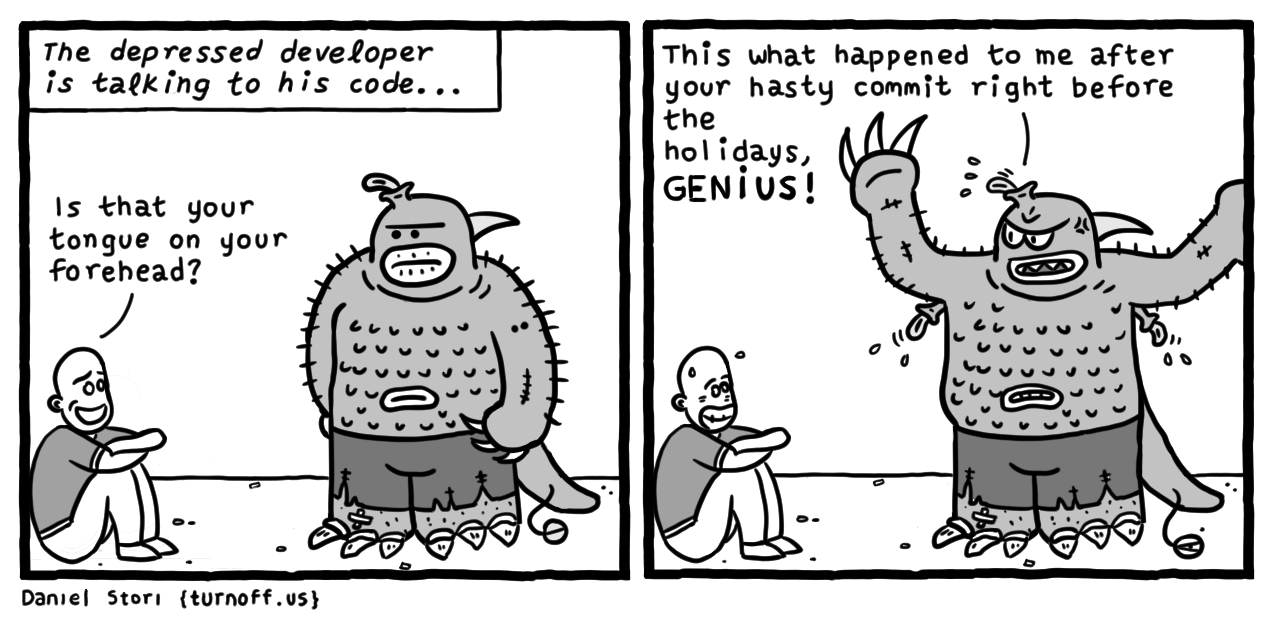 The depressed developer
is talking to his code...
Is that your
tongue on your
forehead?
This what happened to me after
your hasty commit right before
the
holidays,
GENiUS!
Daniel Stori {turnoff.us}